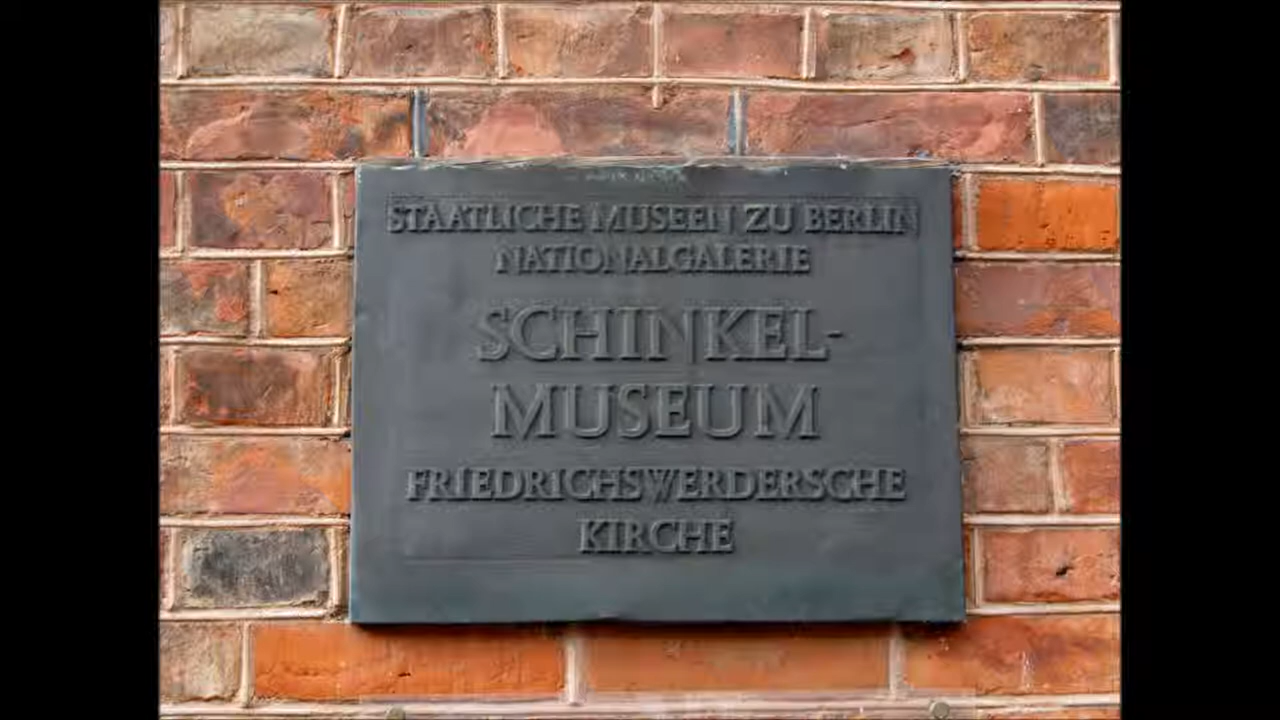 STAATLICHE MUSEEN ZU BERLIN
NATIONALGALERIE
SCHINKEL-
MUSEUM
FRIEDRICHSWERDERSCHE
KIRCHE